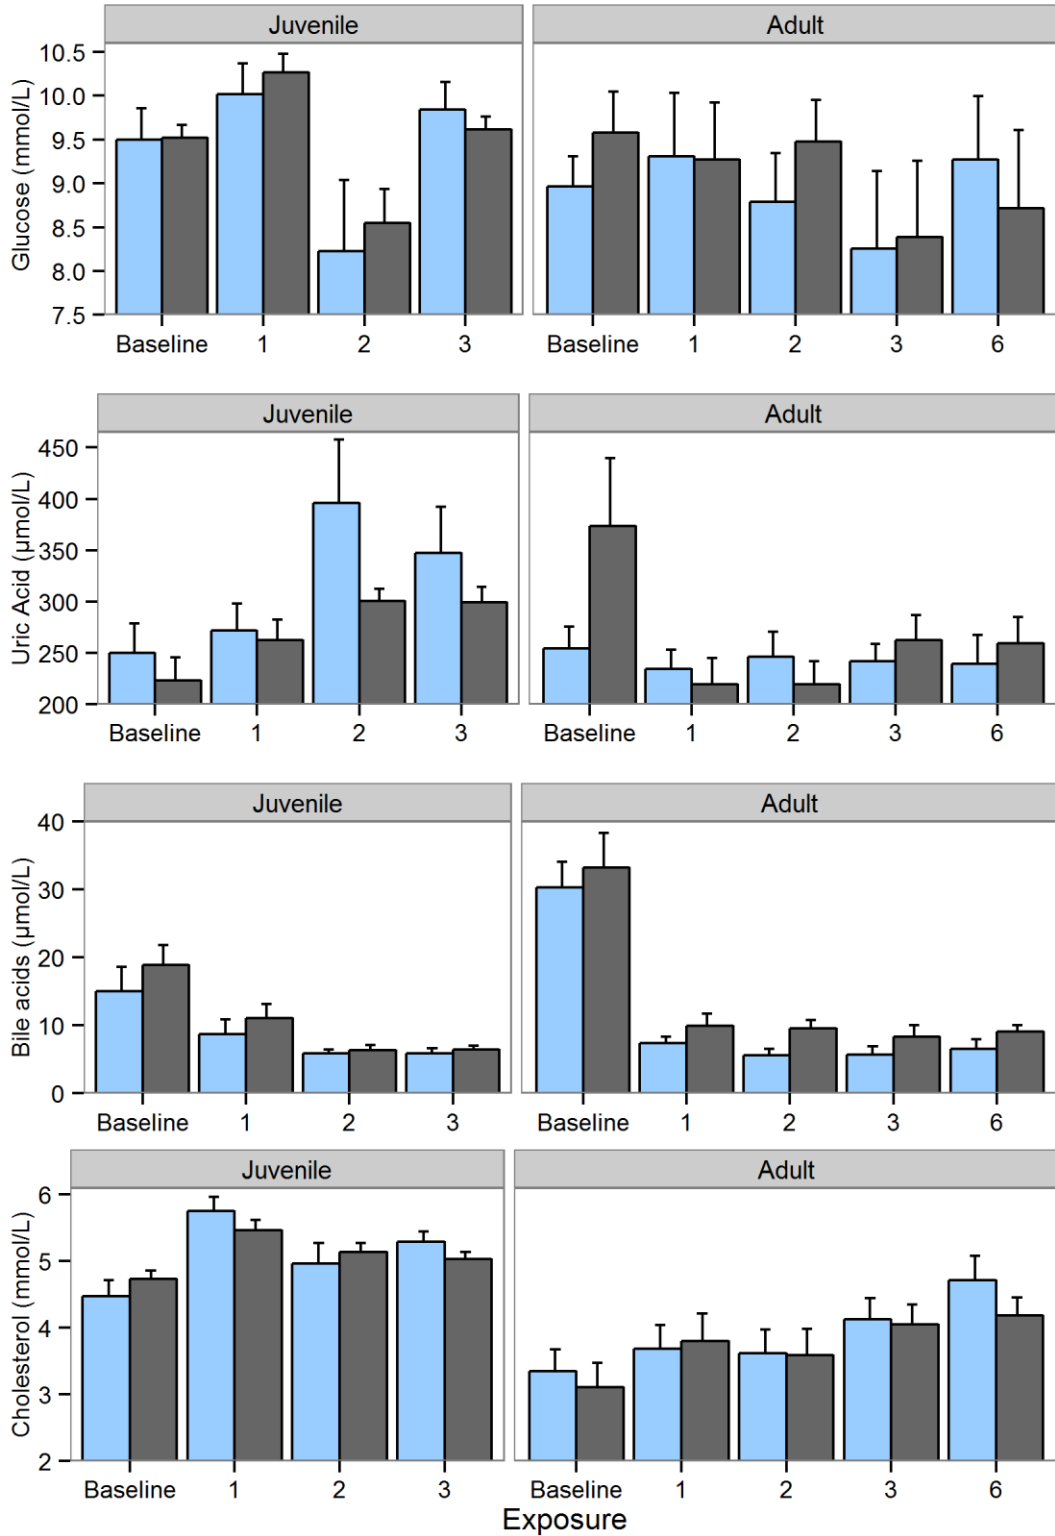 Juvenile Adult
Glucose (mmol/L)
10.5
10.0
9.5
9.0
8.5
8.0
7.5
Baseline 1 2 3 Baseline 1 2 3 6
Juvenile Adult
Uric Acid (µmol/L)
450
400
350
300
250
200
Baseline 1 2 3 Baseline 1 2 3 6
Juvenile Adult
Bile acids (µmol/L)
40
30
20
10
0
Baseline 1 2 3 Baseline 1 2 3 6
Juvenile Adult
Cholesterol (mmol/L)
6
5
4
3
2
Baseline 1 2 3 Baseline 1 2 3 6
Exposure